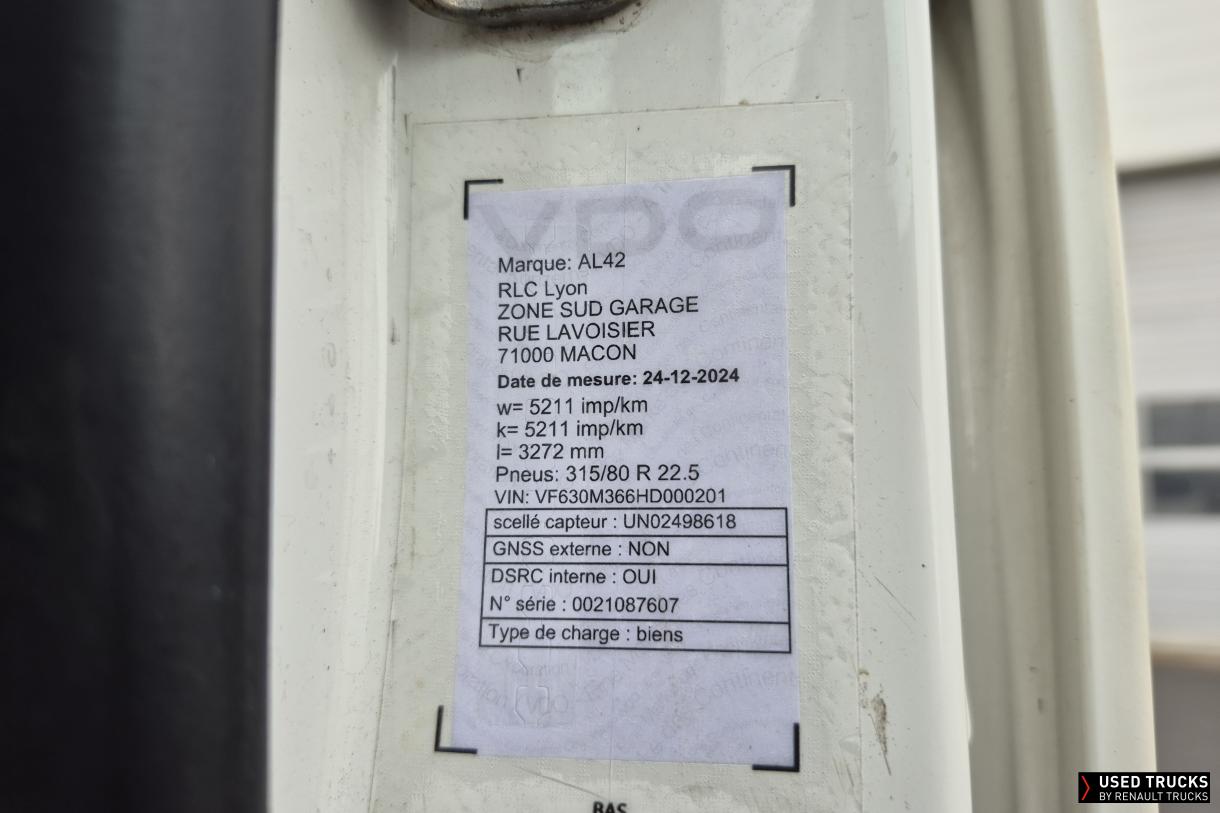 VDO
Marque: AL42
RLC Lyon
ZONE SUD GARAGE
RUE LAVOISIER
71000 MACON
Date de mesure: 24-12-2024
w= 5211 imp/km
k= 5211 imp/km
l= 3272 mm
Pneus: 315/80 R 22.5
VIN: VF630M366HD000201
scellé capteur : UN02498618
GNSS externe : NON
DSRC interne : OUI
N° série : 0021087607
Type de charge : biens
BAS
USED TRUCKS
BY RENAULT TRUCKS